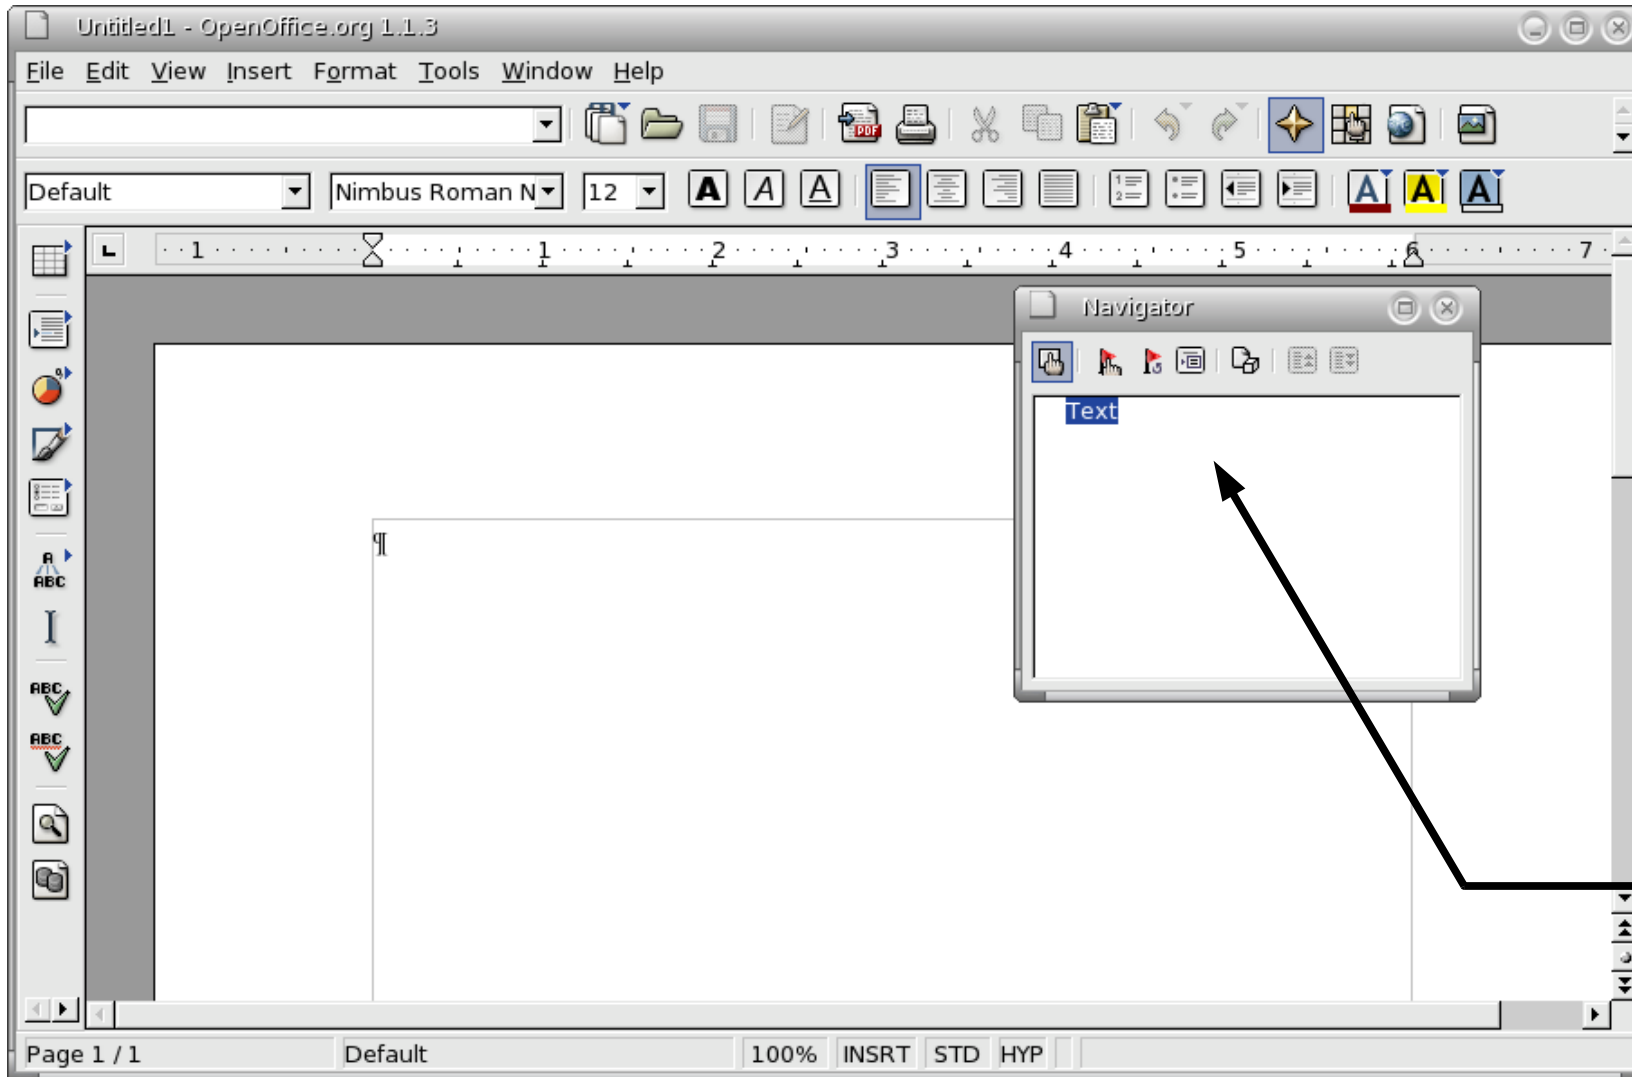 Untitled1 - OpenOffice.org 1.1.3
File Edit View Insert Format Tools Window Help
PDF
Default Nimbus Roman N 12 A A A A A A
1 1 2 3 4 5 6 7
Navigator
Text
¶
A
ABC
ABC
ABC
Page 1 / 1 Default 100% INSRT STD HYP